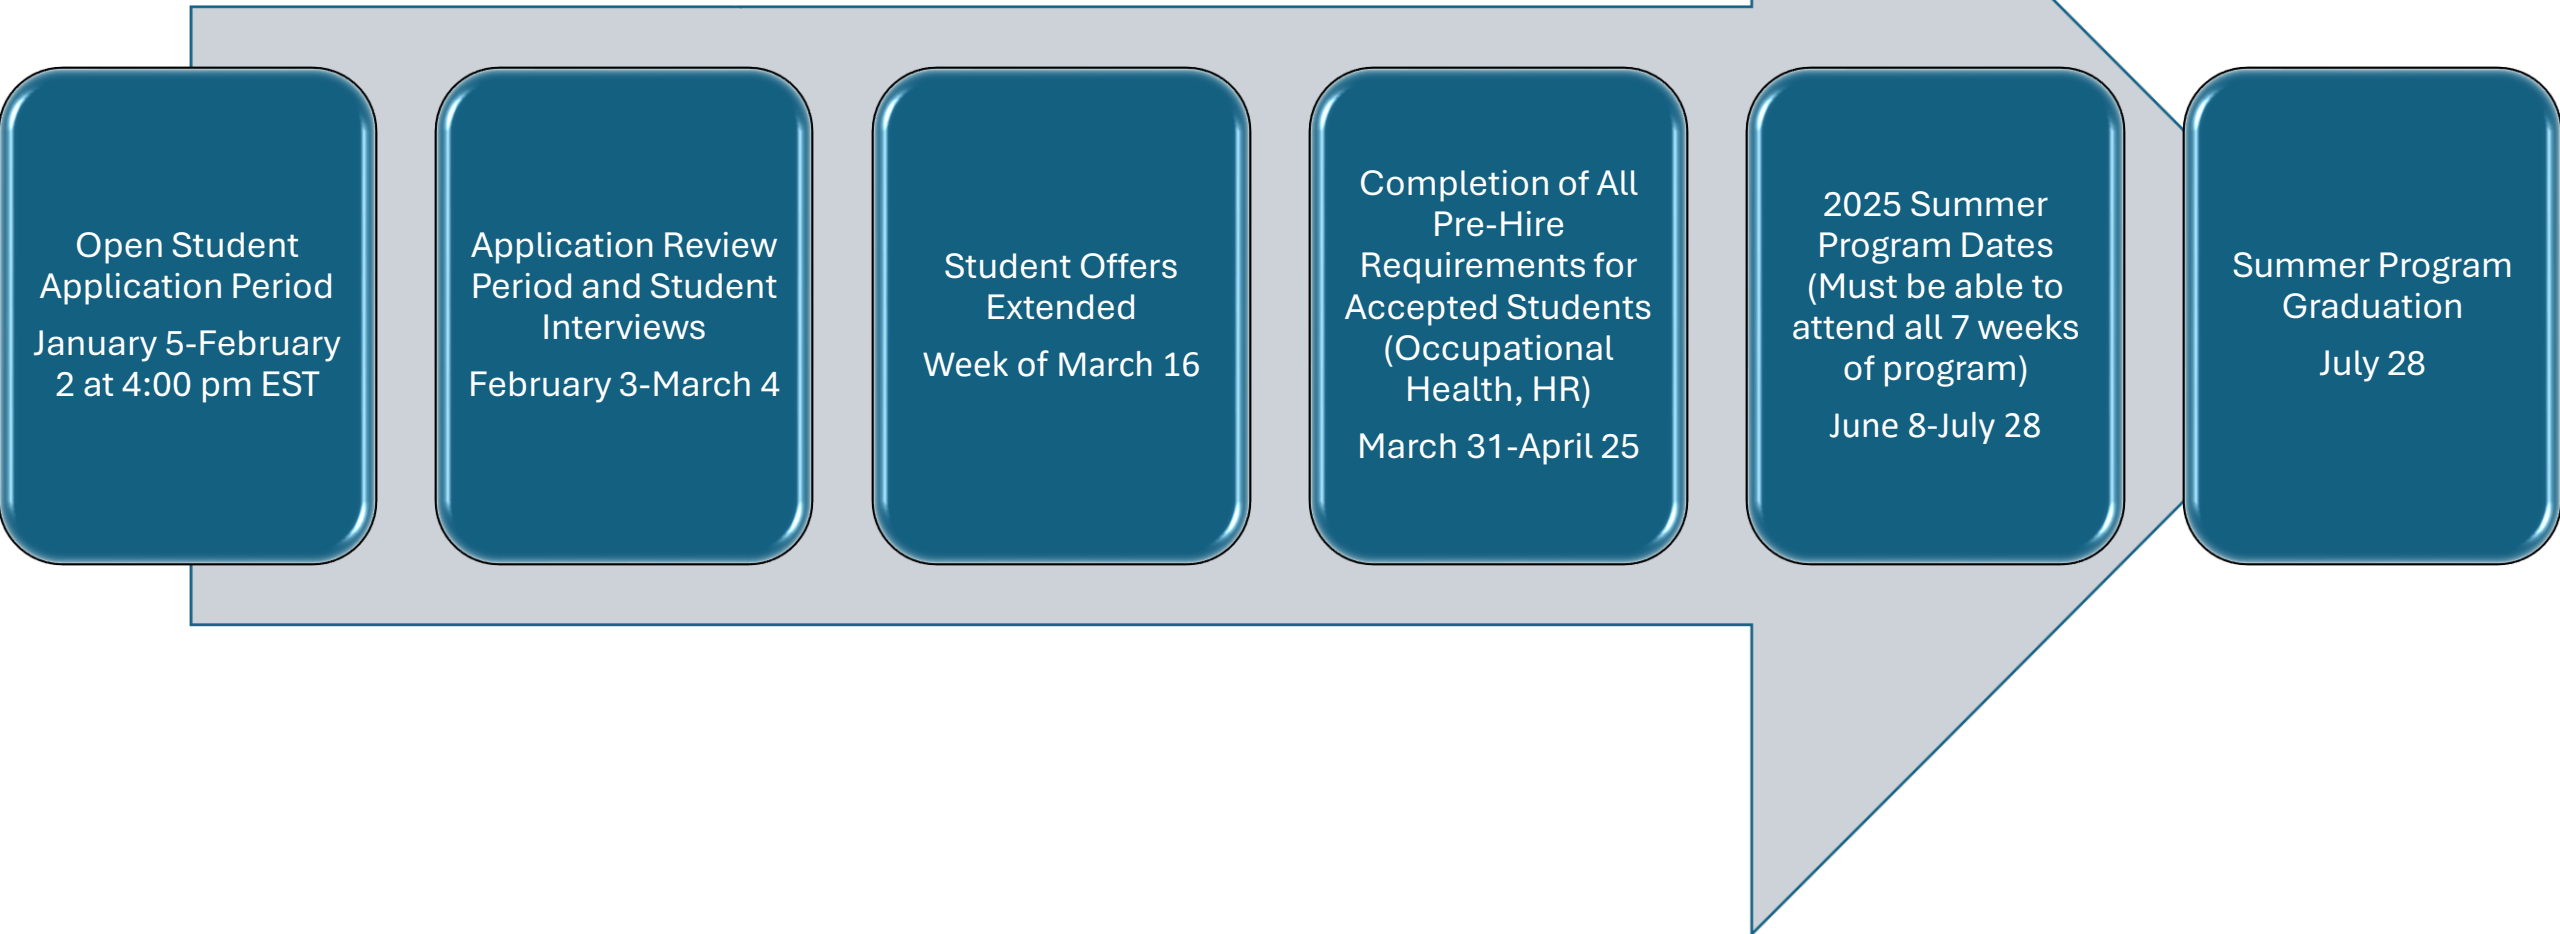 Open Student
Application Period
January 5-February
2 at 4:00 pm EST
Application Review
Period and Student
Interviews
February 3-March 4
Student Offers
Extended
Week of March 16
Completion of All
Pre-Hire
Requirements for
Accepted Students
(Occupational
Health, HR)
March 31-April 25
2025 Summer
Program Dates
(Must be able to
attend all 7 weeks
of program)
June 8-July 28
Summer Program
Graduation
July 28